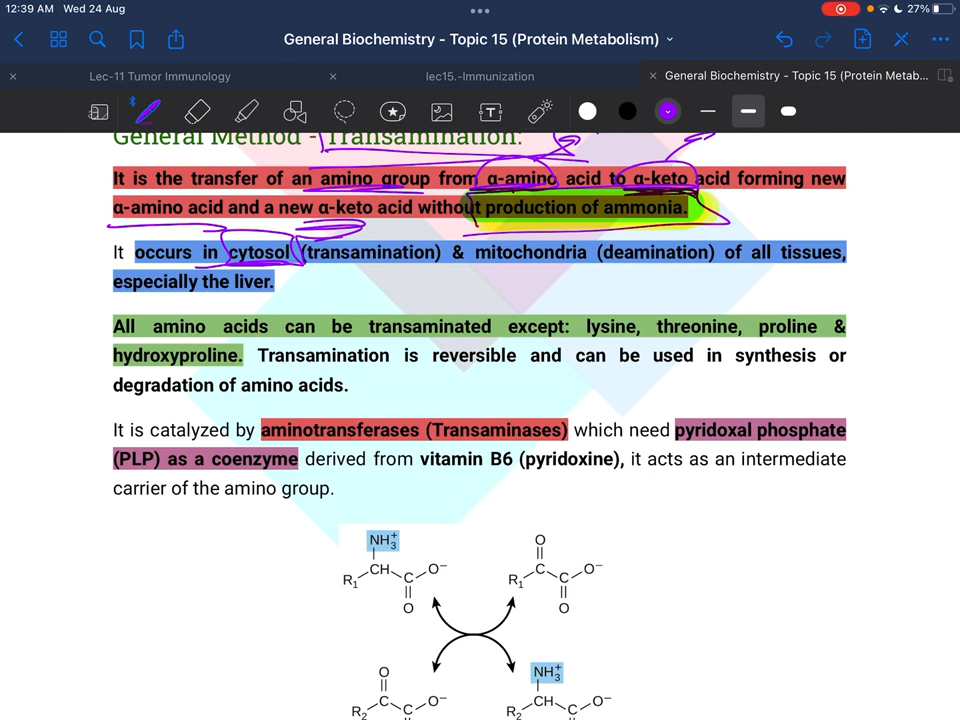 12:39 AM Wed 24 Aug
27%
General Biochemistry - Topic 15 (Protein Metabolism)
Lec-11 Tumor Immunology
lec15.-Immunization
General Biochemistry - Topic 15 (Protein Metab...
General Method - Transamination:
It is the transfer of an amino group from α-amino acid to α-keto acid forming new
α-amino acid and a new α-keto acid without production of ammonia.
It occurs in cytosol (transamination) & mitochondria (deamination) of all tissues,
especially the liver.
All amino acids can be transaminated except: lysine, threonine, proline &
hydroxyproline. Transamination is reversible and can be used in synthesis or
degradation of amino acids.
It is catalyzed by aminotransferases (Transaminases) which need pyridoxal phosphate
(PLP) as a coenzyme derived from vitamin B6 (pyridoxine), it acts as an intermediate
carrier of the amino group.
NH3+ O
R1 CH C O− R1 C C O−
O O
O NH3+
R2 C C O− R2 CH C O−